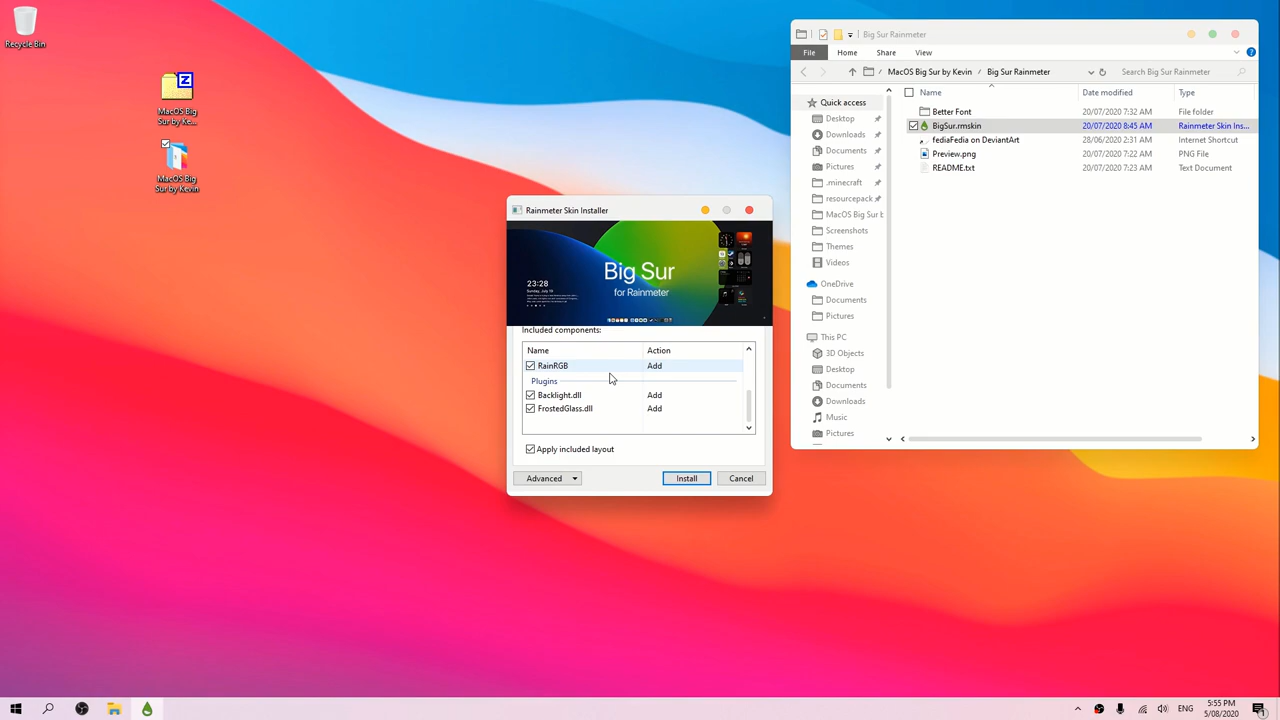 Recycle Bin
MacOS Big
Sur by Ke...
MacOS Big
Sur by Kevin
Rainmeter Skin Installer
Big Sur
for Rainmeter
23:28
Sunday, July 19
Included components:
Name Action
RainRGB Add
Plugins
Backlight.dll Add
FrostedGlass.dll Add
Apply included layout
Advanced Install Cancel
Big Sur Rainmeter
File Home Share View
MacOS Big Sur by Kevin Big Sur Rainmeter Search Big Sur Rainmeter
Name Date modified Type
Quick access
Desktop
Downloads
Documents
Pictures
.minecraft
resourcepack
MacOS Big Sur b
Screenshots
Themes
Videos
OneDrive
Documents
Pictures
This PC
3D Objects
Desktop
Documents
Downloads
Music
Pictures
Better Font 20/07/2020 7:32 AM File folder
BigSur.rmskin 20/07/2020 8:45 AM Rainmeter Skin Ins...
fediaFedia on DeviantArt 28/06/2020 2:31 AM Internet Shortcut
Preview.png 20/07/2020 7:22 AM PNG File
README.txt 20/07/2020 7:23 AM Text Document
ENG
5:55 PM
5/08/2020
1